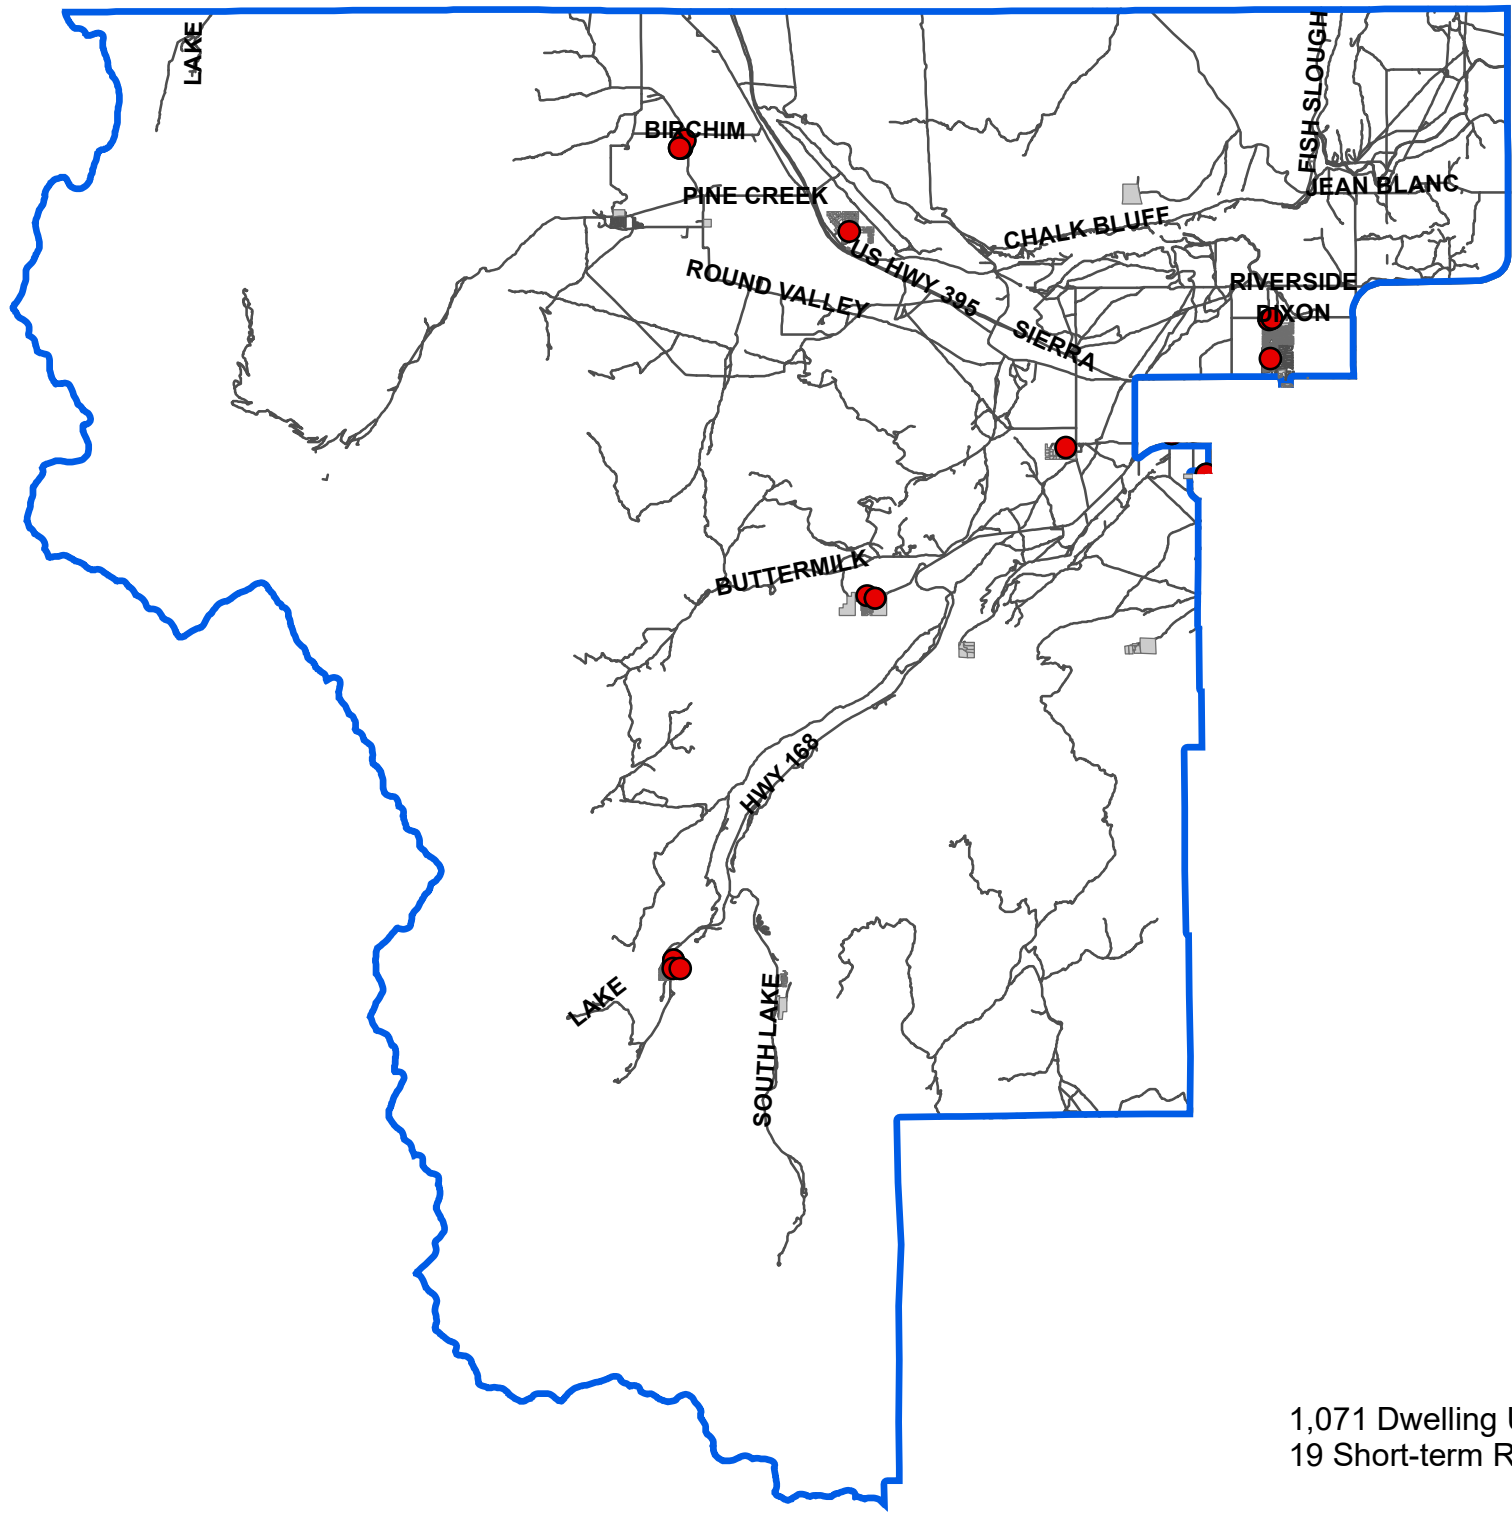 LAKE
FISH SLOUGH
BIRCHIM
PINE CREEK
JEAN BLANC
CHALK BLUFF
US HWY 395
ROUND VALLEY
RIVERSIDE
DIXON
SIERRA
BUTTERMILK
HWY 168
LAKE
SOUTH LAKE
1,071 Dwelling
19 Short-term